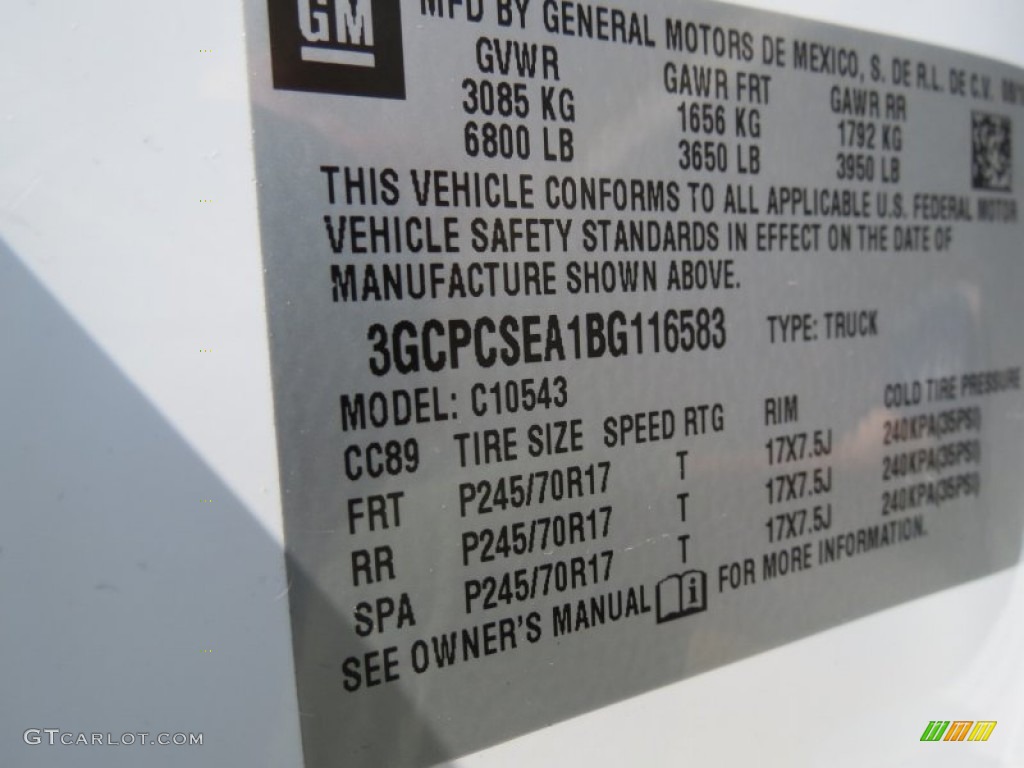 GM
MFD BY GENERAL MOTORS DE MEXICO, S. DE R.L. DE C.V.
GVWR GAWR FRT GAWR RR
3085 KG 1656 KG 1792 KG
6800 LB 3650 LB 3950 LB
THIS VEHICLE CONFORMS TO ALL APPLICABLE U.S. FEDERAL MOTOR
VEHICLE SAFETY STANDARDS IN EFFECT ON THE DATE OF
MANUFACTURE SHOWN ABOVE.
3GCPCSEA1BG116583 TYPE: TRUCK
MODEL: C10543
CC89 TIRE SIZE SPEED RTG RIM COLD TIRE PRESSURE
FRT P245/70R17 T 17X7.5J 240KPA(35PSI)
RR P245/70R17 T 17X7.5J 240KPA(35PSI)
SPA P245/70R17 T 17X7.5J 240KPA(35PSI)
SEE OWNER'S MANUAL FOR MORE INFORMATION.
GTCARLOT.COM